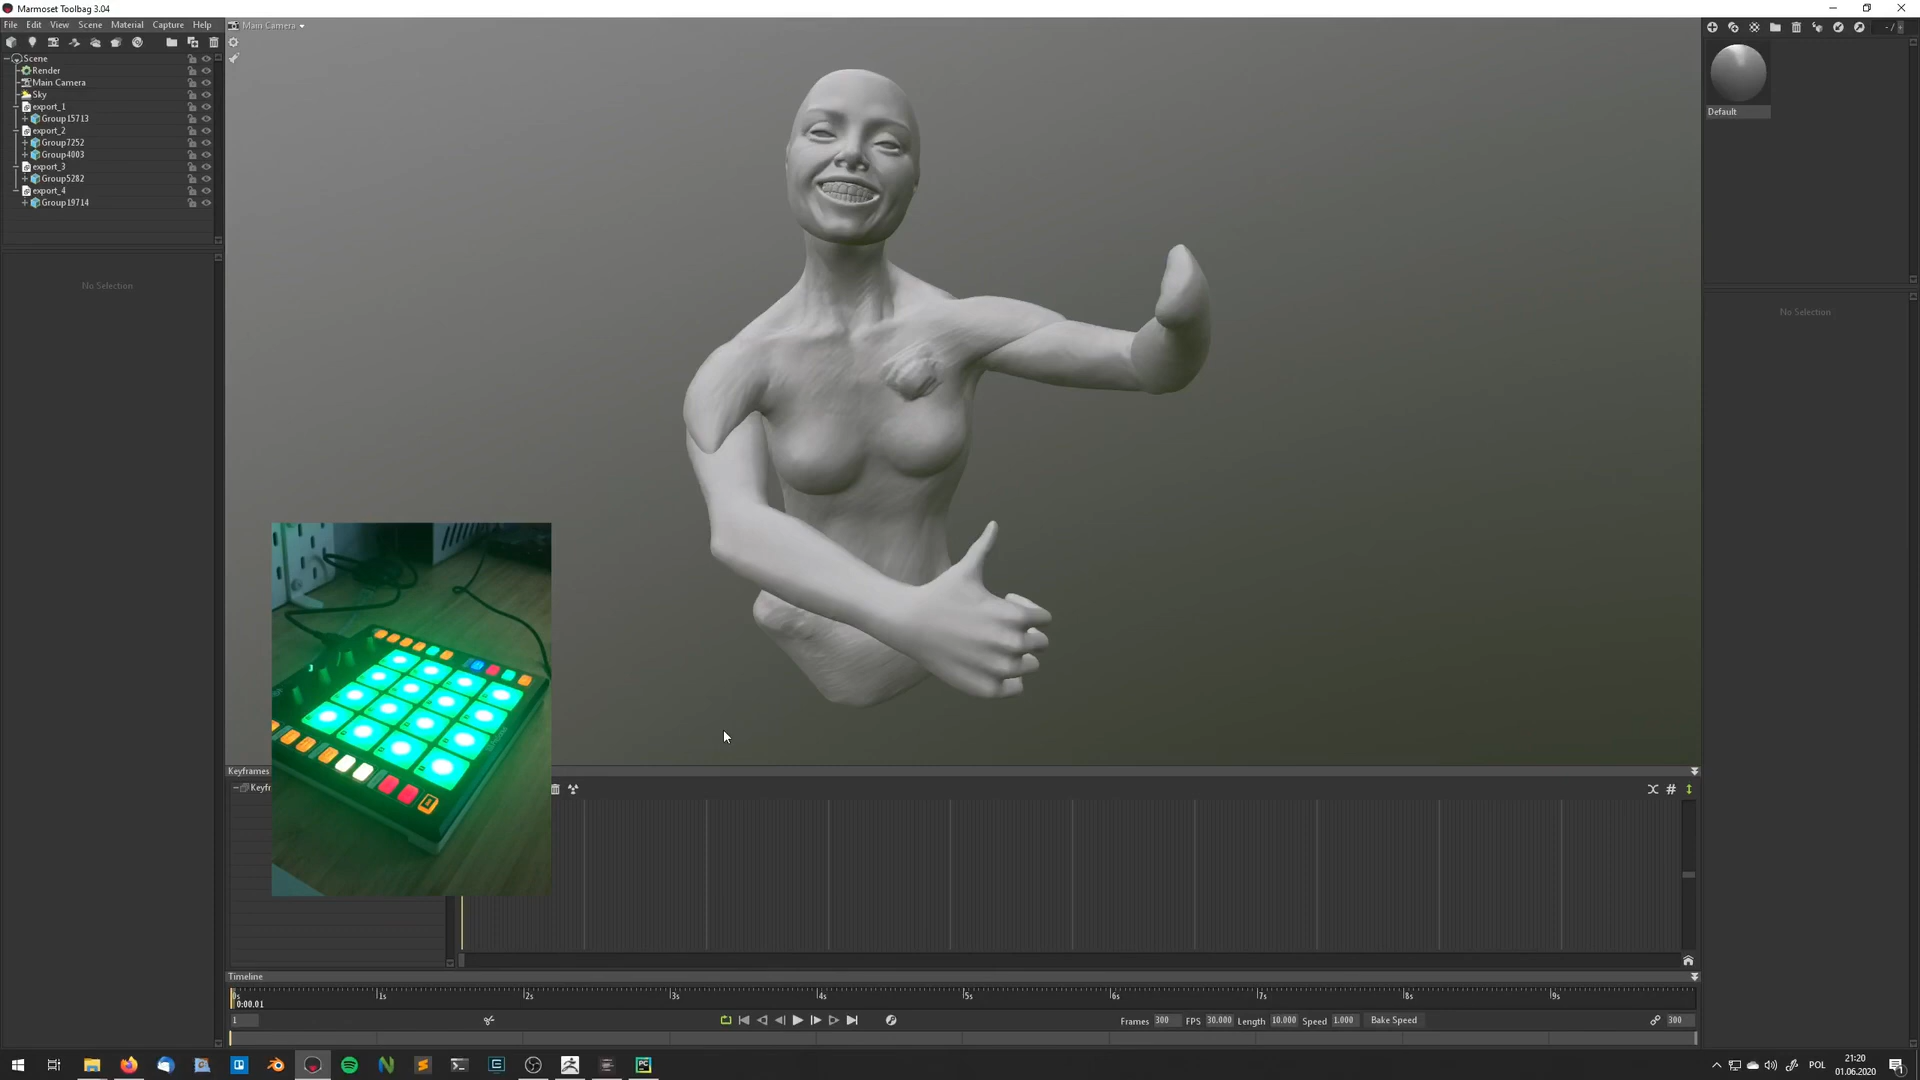 Marmoset Toolbag 3.04
File Edit View Scene Material Capture Help
Main Camera
Scene
Render
Main Camera
Sky
export_1
Group15713
export_2
Group7252
Group4003
export_3
Group5282
export_4
Group19714
No Selection
Default
No Selection
Keyframes
Keyfr
Timeline
0s 1s 2s 3s 4s 5s 6s 7s 8s 9s
0:00.01
1
Frames 300 FPS 30.000 Length 10.000 Speed 1.000 Bake Speed
300
POL
21:20
01.06.2020